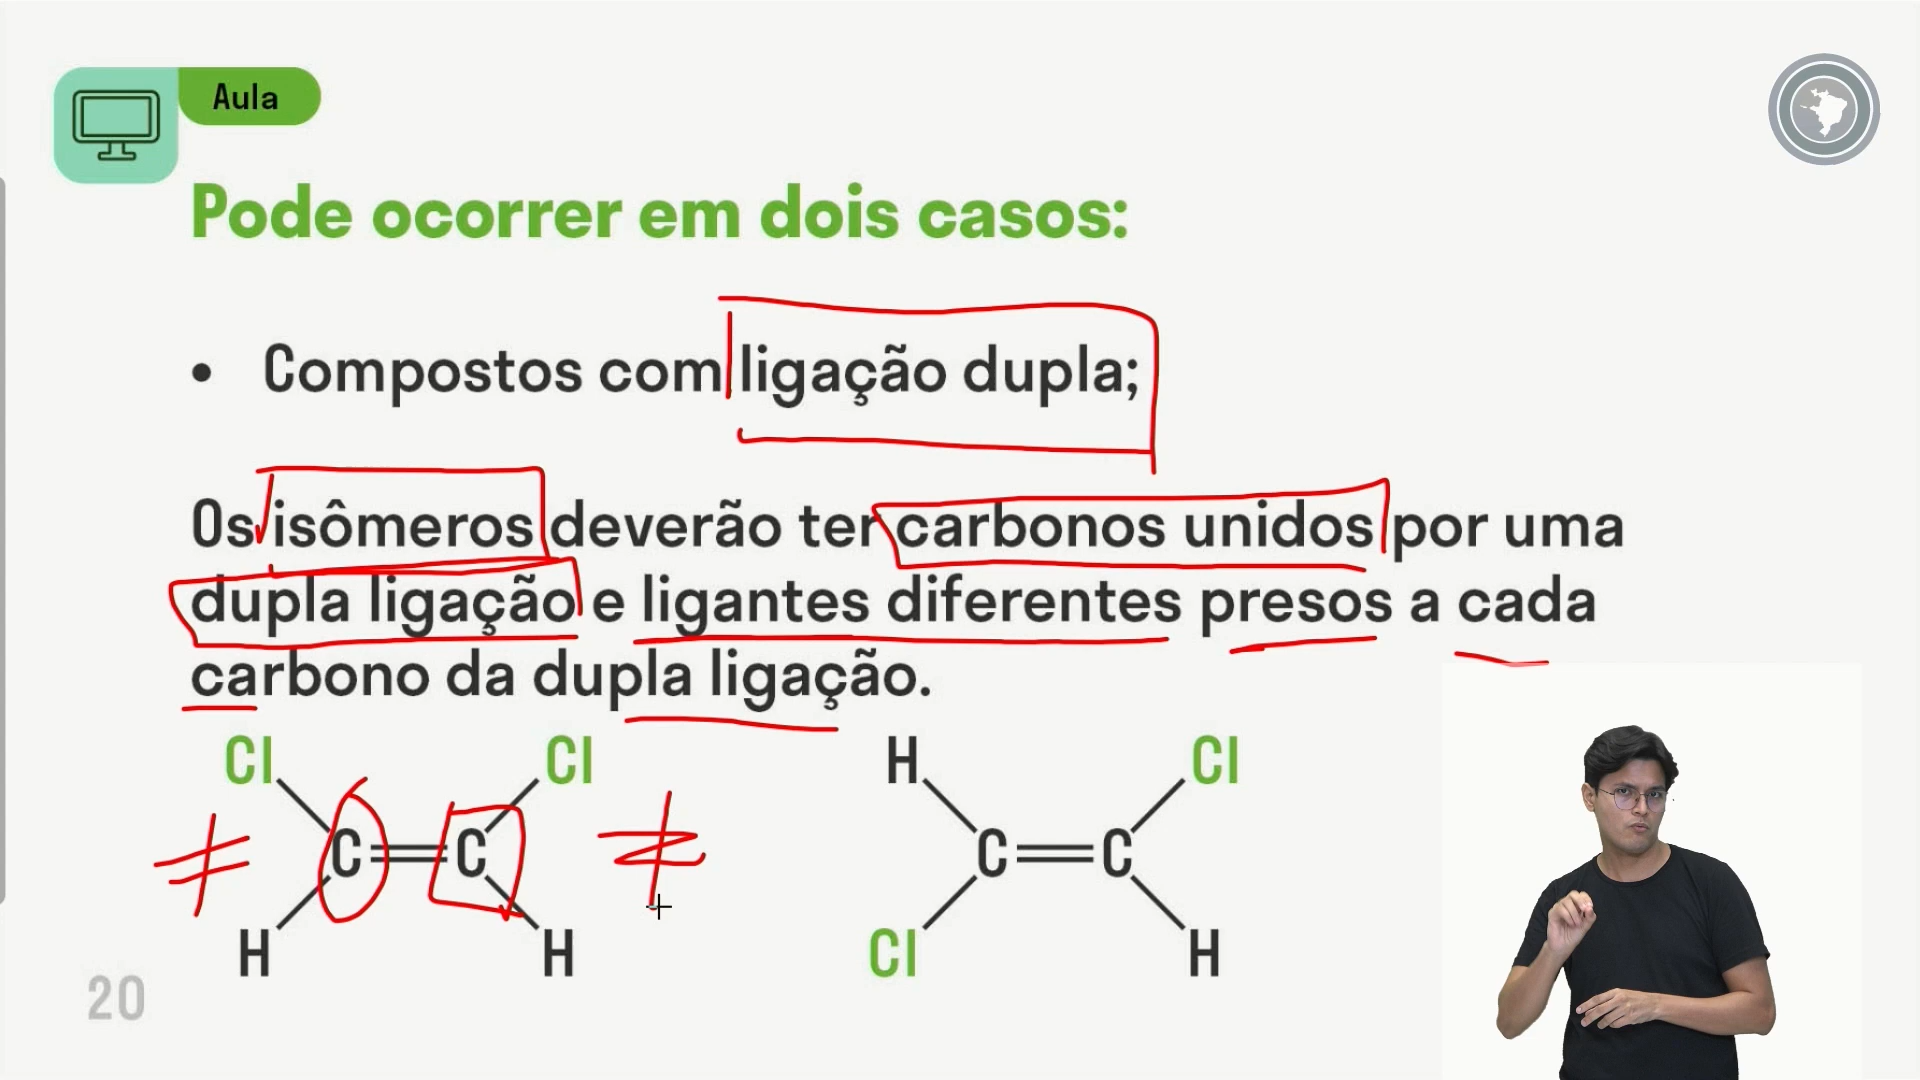 Aula
Pode ocorrer em dois casos:
• Compostos com ligação dupla;
Os isômeros deverão ter carbonos unidos por uma
dupla ligação e ligantes diferentes presos a cada
carbono da dupla ligação.
Cl Cl H Cl
≠ C C ≠ C C
H H Cl H
20